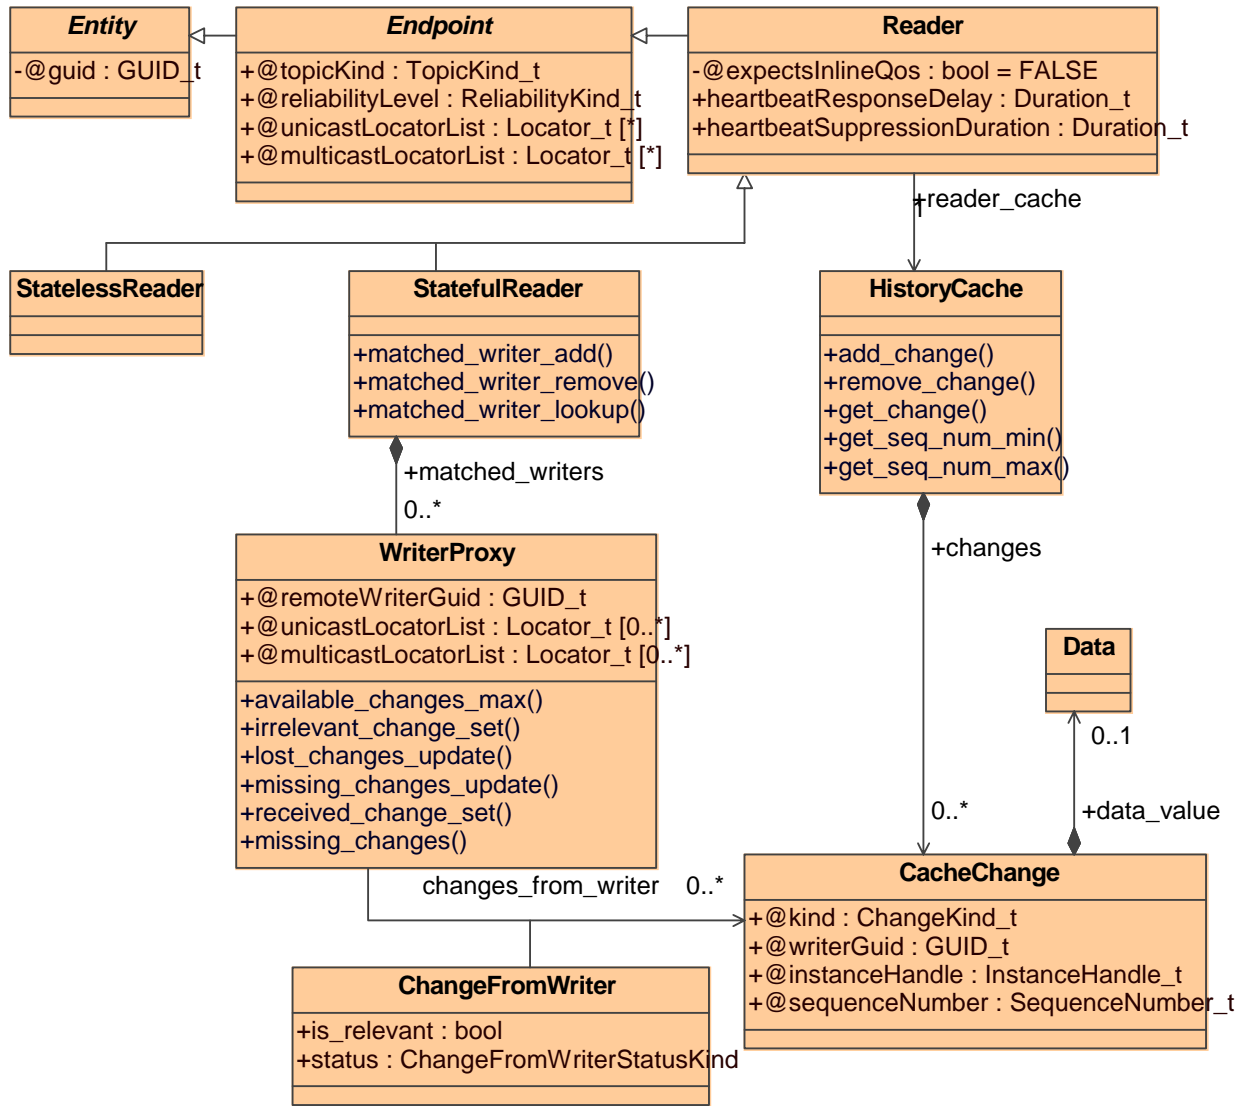 Entity
-@guid : GUID_t
Endpoint
+@topicKind : TopicKind_t
+@reliabilityLevel : ReliabilityKind_t
+@unicastLocatorList : Locator_t [*]
+@multicastLocatorList : Locator_t [*]
Reader
-@expectsInlineQos : bool = FALSE
+heartbeatResponseDelay : Duration_t
+heartbeatSuppressionDuration : Duration_t
+reader_cache
1
StatelessReader
StatefulReader
+matched_writer_add()
+matched_writer_remove()
+matched_writer_lookup()
HistoryCache
+add_change()
+remove_change()
+get_change()
+get_seq_num_min()
+get_seq_num_max()
+matched_writers
0..*
+changes
0..*
WriterProxy
+@remoteWriterGuid : GUID_t
+@unicastLocatorList : Locator_t [0..*]
+@multicastLocatorList : Locator_t [0..*]
+available_changes_max()
+irrelevant_change_set()
+lost_changes_update()
+missing_changes_update()
+received_change_set()
+missing_changes()
Data
0..1
+data_value
changes_from_writer 0..*
CacheChange
+@kind : ChangeKind_t
+@writerGuid : GUID_t
+@instanceHandle : InstanceHandle_t
+@sequenceNumber : SequenceNumber_t
ChangeFromWriter
+is_relevant : bool
+status : ChangeFromWriterStatusKind